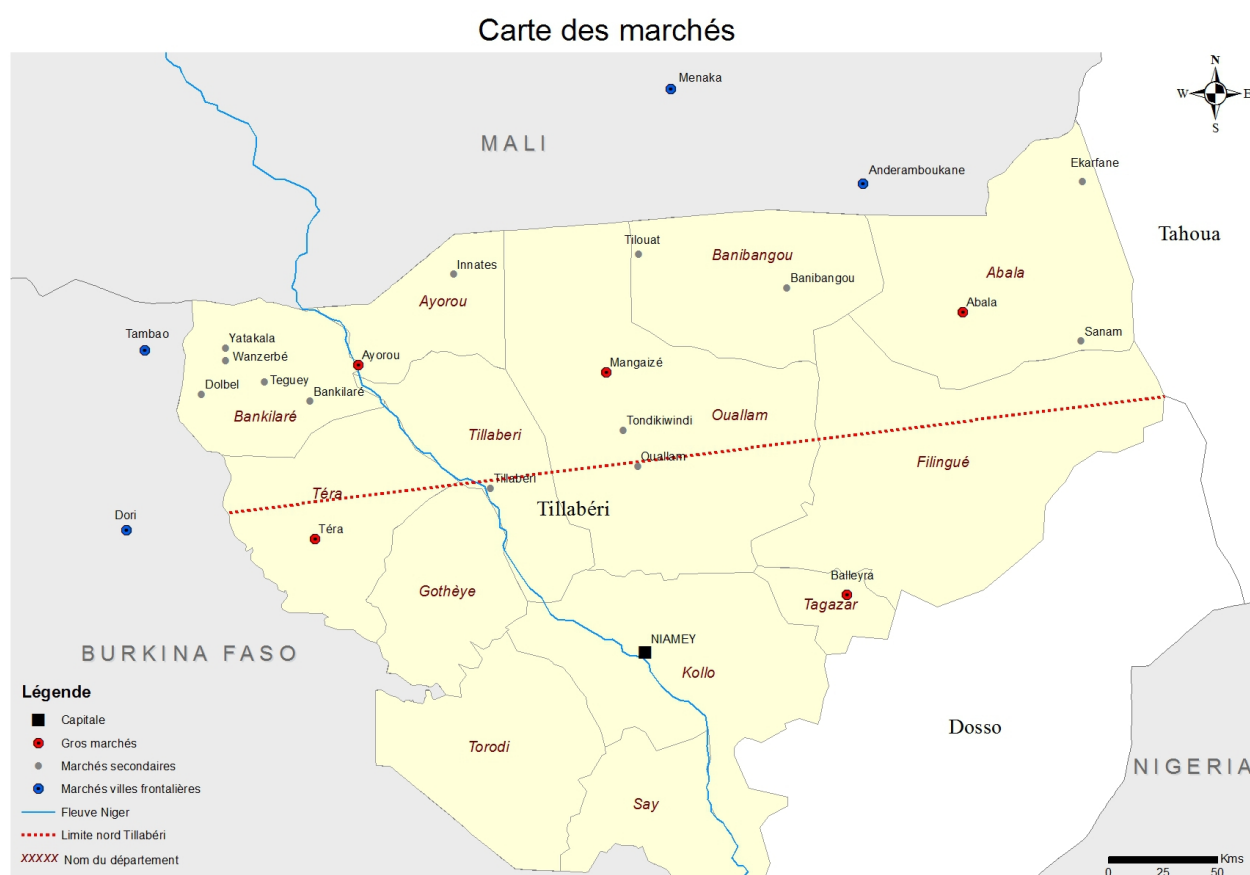 Carte des marchés
N
W E
S
Menaka
MALI
Anderamboukane
Ekarfane
Tahoua
Tilouat
Banibangou
Innates
Banibangou
Abala
Ayorou
Abala
Tambao
Yatakala
Wanzerbé
Ayorou
Sanam
Mangaizé
Teguey
Dolbel
Bankilaré
Bankilaré
Tondikiwindi
Ouallam
Tillaberi
Ouallam
Filingué
Tillabéri
Téra
Tillabéri
Dori
Téra
Balleyra
Gothèye
Tagazar
NIAMEY
BURKINA FASO
Kollo
Légende
Capitale
Gros marchés
Marchés secondaires
Marchés villes frontalières
Fleuve Niger
Limite nord Tillabéri
XXXXX Nom du département
Torodi
Dosso
NIGERIA
Say
Kms
0 25 50